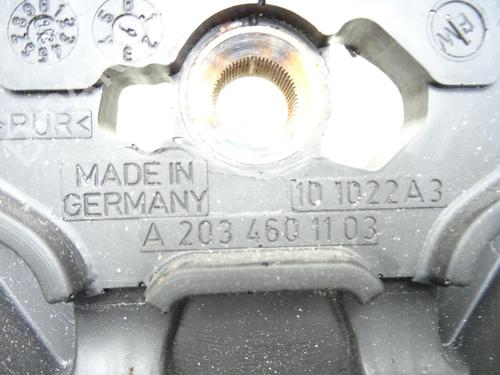 >PUR<
MADE IN
GERMANY
10 1022A3
A 203 460 11 03